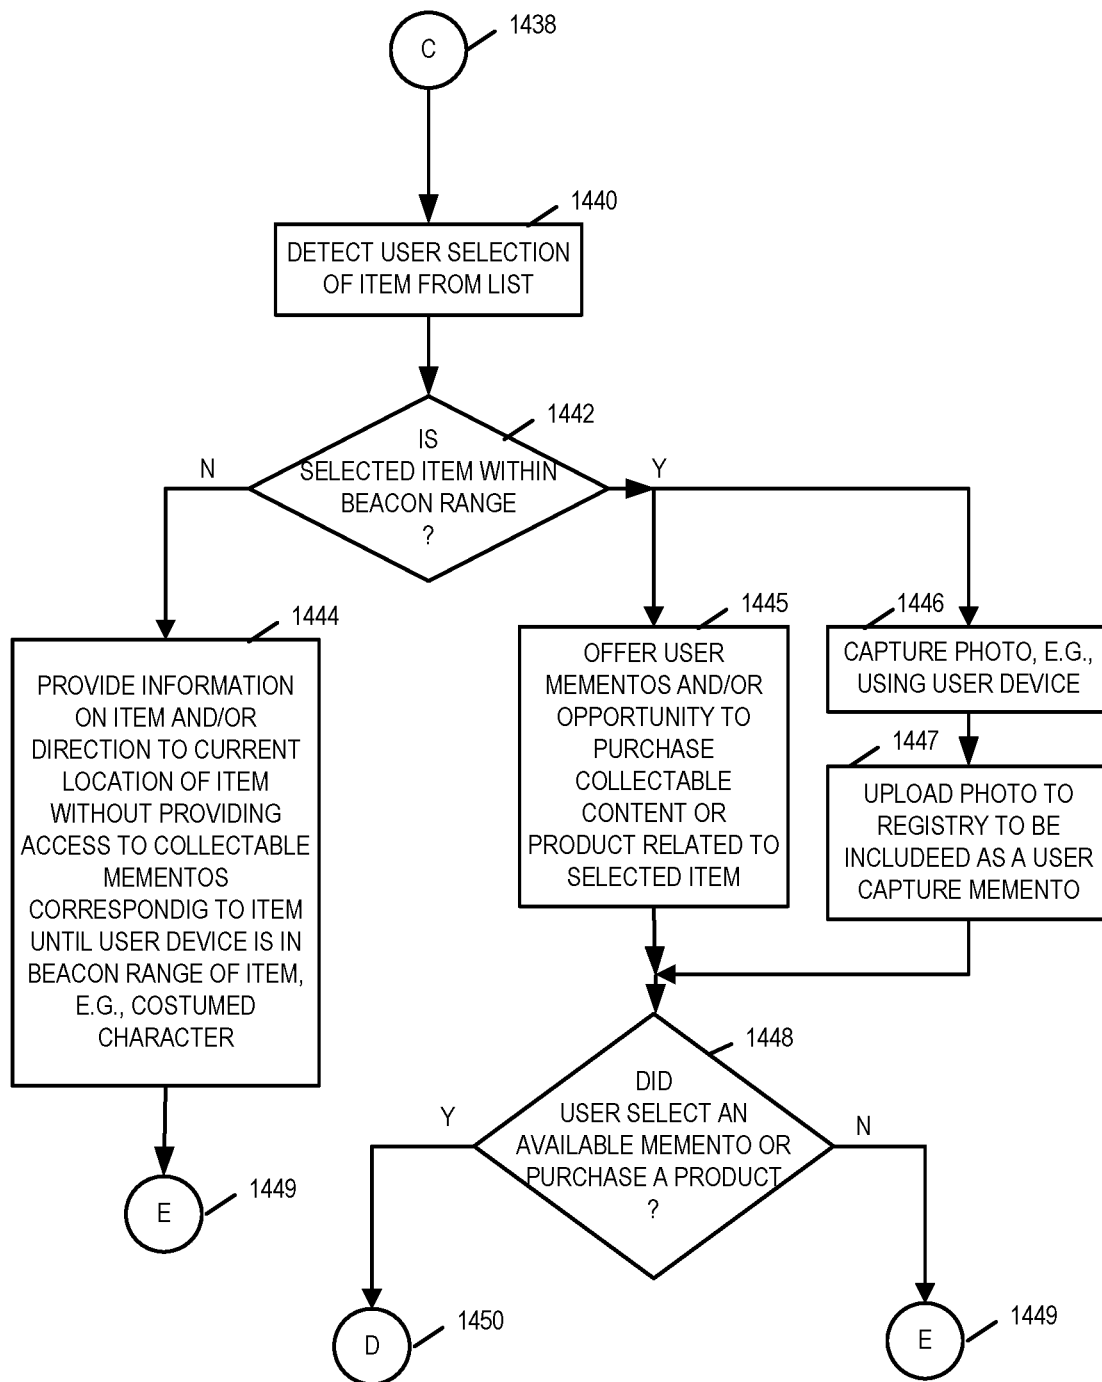 C
1438
1440
DETECT USER SELECTION
OF ITEM FROM LIST
1442
IS
SELECTED ITEM WITHIN
BEACON RANGE
?
N
Y
1444
PROVIDE INFORMATION
ON ITEM AND/OR
DIRECTION TO CURRENT
LOCATION OF ITEM
WITHOUT PROVIDING
ACCESS TO COLLECTABLE
MEMENTOS
CORRESPONDIG TO ITEM
UNTIL USER DEVICE IS IN
BEACON RANGE OF ITEM,
E.G., COSTUMED
CHARACTER
1445
OFFER USER
MEMENTOS AND/OR
OPPORTUNITY TO
PURCHASE
COLLECTABLE
CONTENT OR
PRODUCT RELATED TO
SELECTED ITEM
1446
CAPTURE PHOTO, E.G.,
USING USER DEVICE
1447
UPLOAD PHOTO TO
REGISTRY TO BE
INCLUDEED AS A USER
CAPTURE MEMENTO
1448
DID
USER SELECT AN
AVAILABLE MEMENTO OR
PURCHASE A PRODUCT
?
Y
N
E
1449
D
1450
E
1449